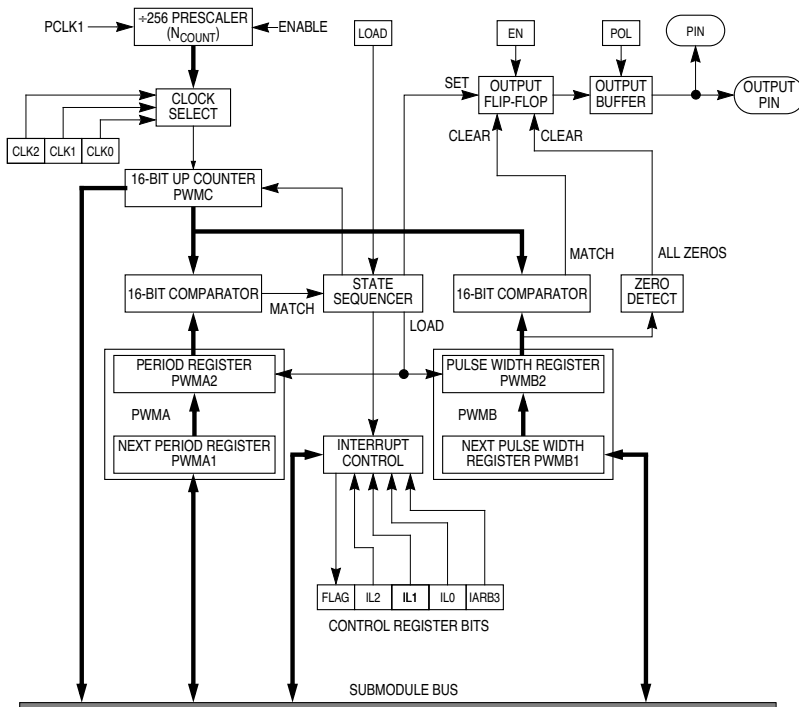 ÷256 PRESCALER
(NCOUNT)
PCLK1
ENABLE
LOAD
EN
POL
PIN
CLOCK
SELECT
SET
OUTPUT
FLIP-FLOP
OUTPUT
BUFFER
OUTPUT
PIN
CLEAR
CLEAR
CLK2
CLK1
CLK0
16-BIT UP COUNTER
PWMC
MATCH
ALL ZEROS
16-BIT COMPARATOR
MATCH
STATE
SEQUENCER
16-BIT COMPARATOR
ZERO
DETECT
LOAD
PERIOD REGISTER
PWMA2
PULSE WIDTH REGISTER
PWMB2
PWMA
PWMB
NEXT PERIOD REGISTER
PWMA1
INTERRUPT
CONTROL
NEXT PULSE WIDTH
REGISTER PWMB1
FLAG
IL2
IL1
IL0
IARB3
CONTROL REGISTER BITS
SUBMODULE BUS